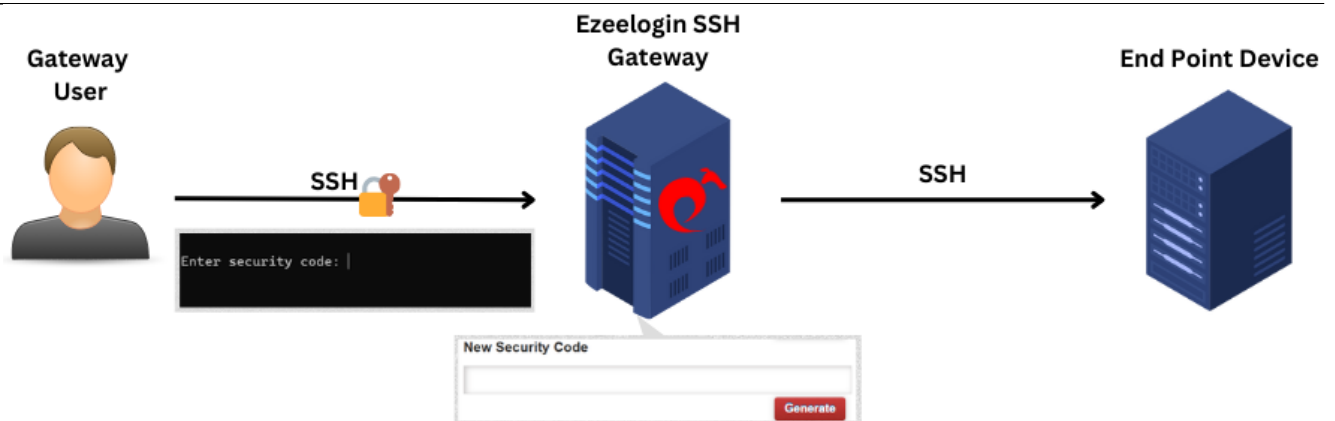 Gateway
User
Ezeelogin SSH
Gateway
End Point Device
SSH
SSH
Enter security code:
New Security Code
Generate